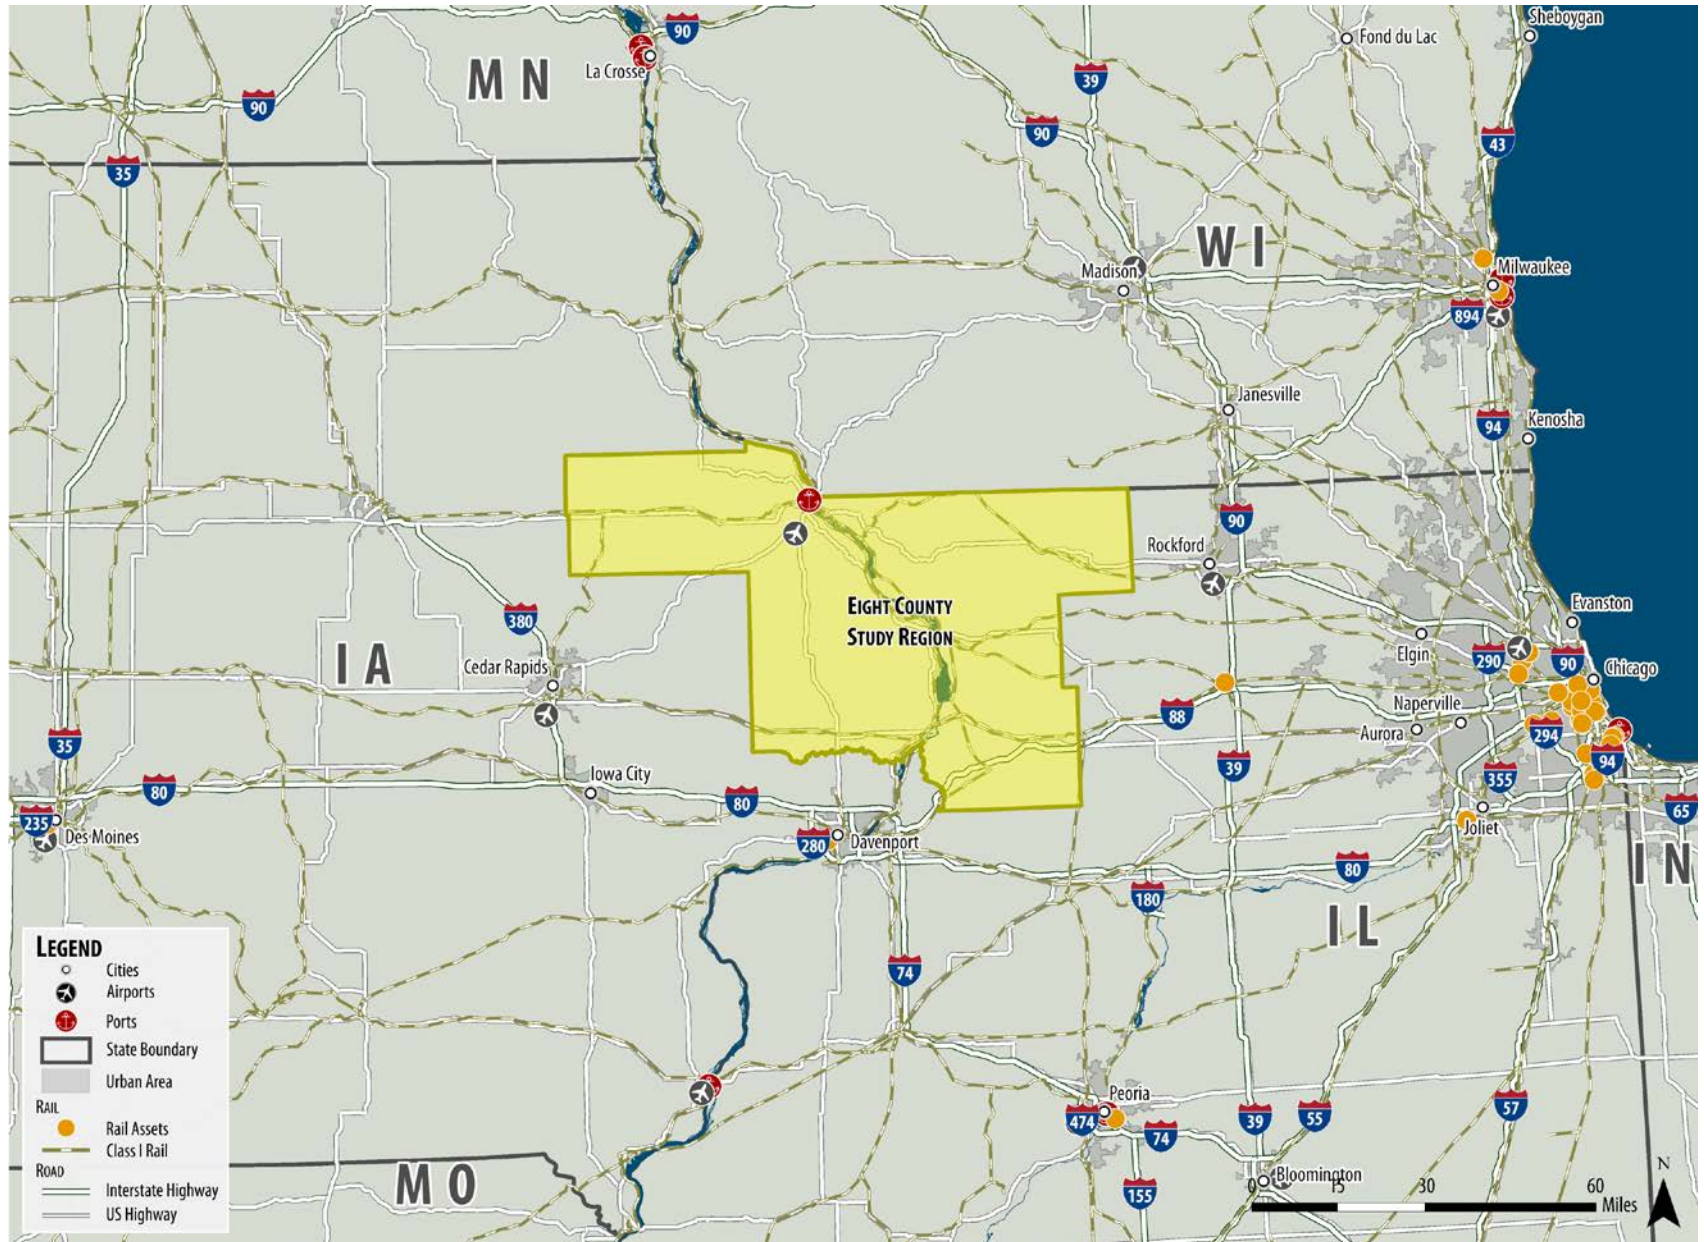 Sheboygan
Fond du Lac
90
La Crosse
MN
39
90
90
43
35
WI
Madison
Milwaukee
894
Janesville
94
Kenosha
90
Rockford
EIGHT COUNTY
STUDY REGION
Evanston
380
IA
Elgin
290
90
Chicago
Cedar Rapids
Naperville
88
Aurora
294
35
39
94
Iowa City
355
80
80
65
235
Des Moines
Joliet
280
Davenport
IN
80
180
IL
74
LEGEND
Cities
Airports
Ports
State Boundary
Urban Area
RAIL
Rail Assets
Class I Rail
ROAD
Interstate Highway
US Highway
Peoria
474
74
39
55
57
MO
155
Bloomington
N
0 15 30 60
Miles